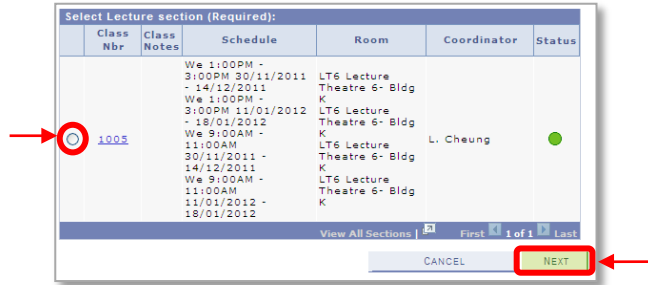 Select Lecture section (Required):
Class Nbr Class Notes Schedule Room Coordinator Status
1005
We 1:00PM -
3:00PM 30/11/2011
- 14/12/2011
We 1:00PM -
3:00PM 11/01/2012
- 18/01/2012
We 9:00AM -
11:00AM
30/11/2011 -
14/12/2011
We 9:00AM -
11:00AM
11/01/2012 -
18/01/2012
LT6 Lecture
Theatre 6- Bldg
K
LT6 Lecture
Theatre 6- Bldg
K
LT6 Lecture
Theatre 6- Bldg
K
LT6 Lecture
Theatre 6- Bldg
K
L. Cheung
View All Sections | First 1 of 1 Last
CANCEL NEXT